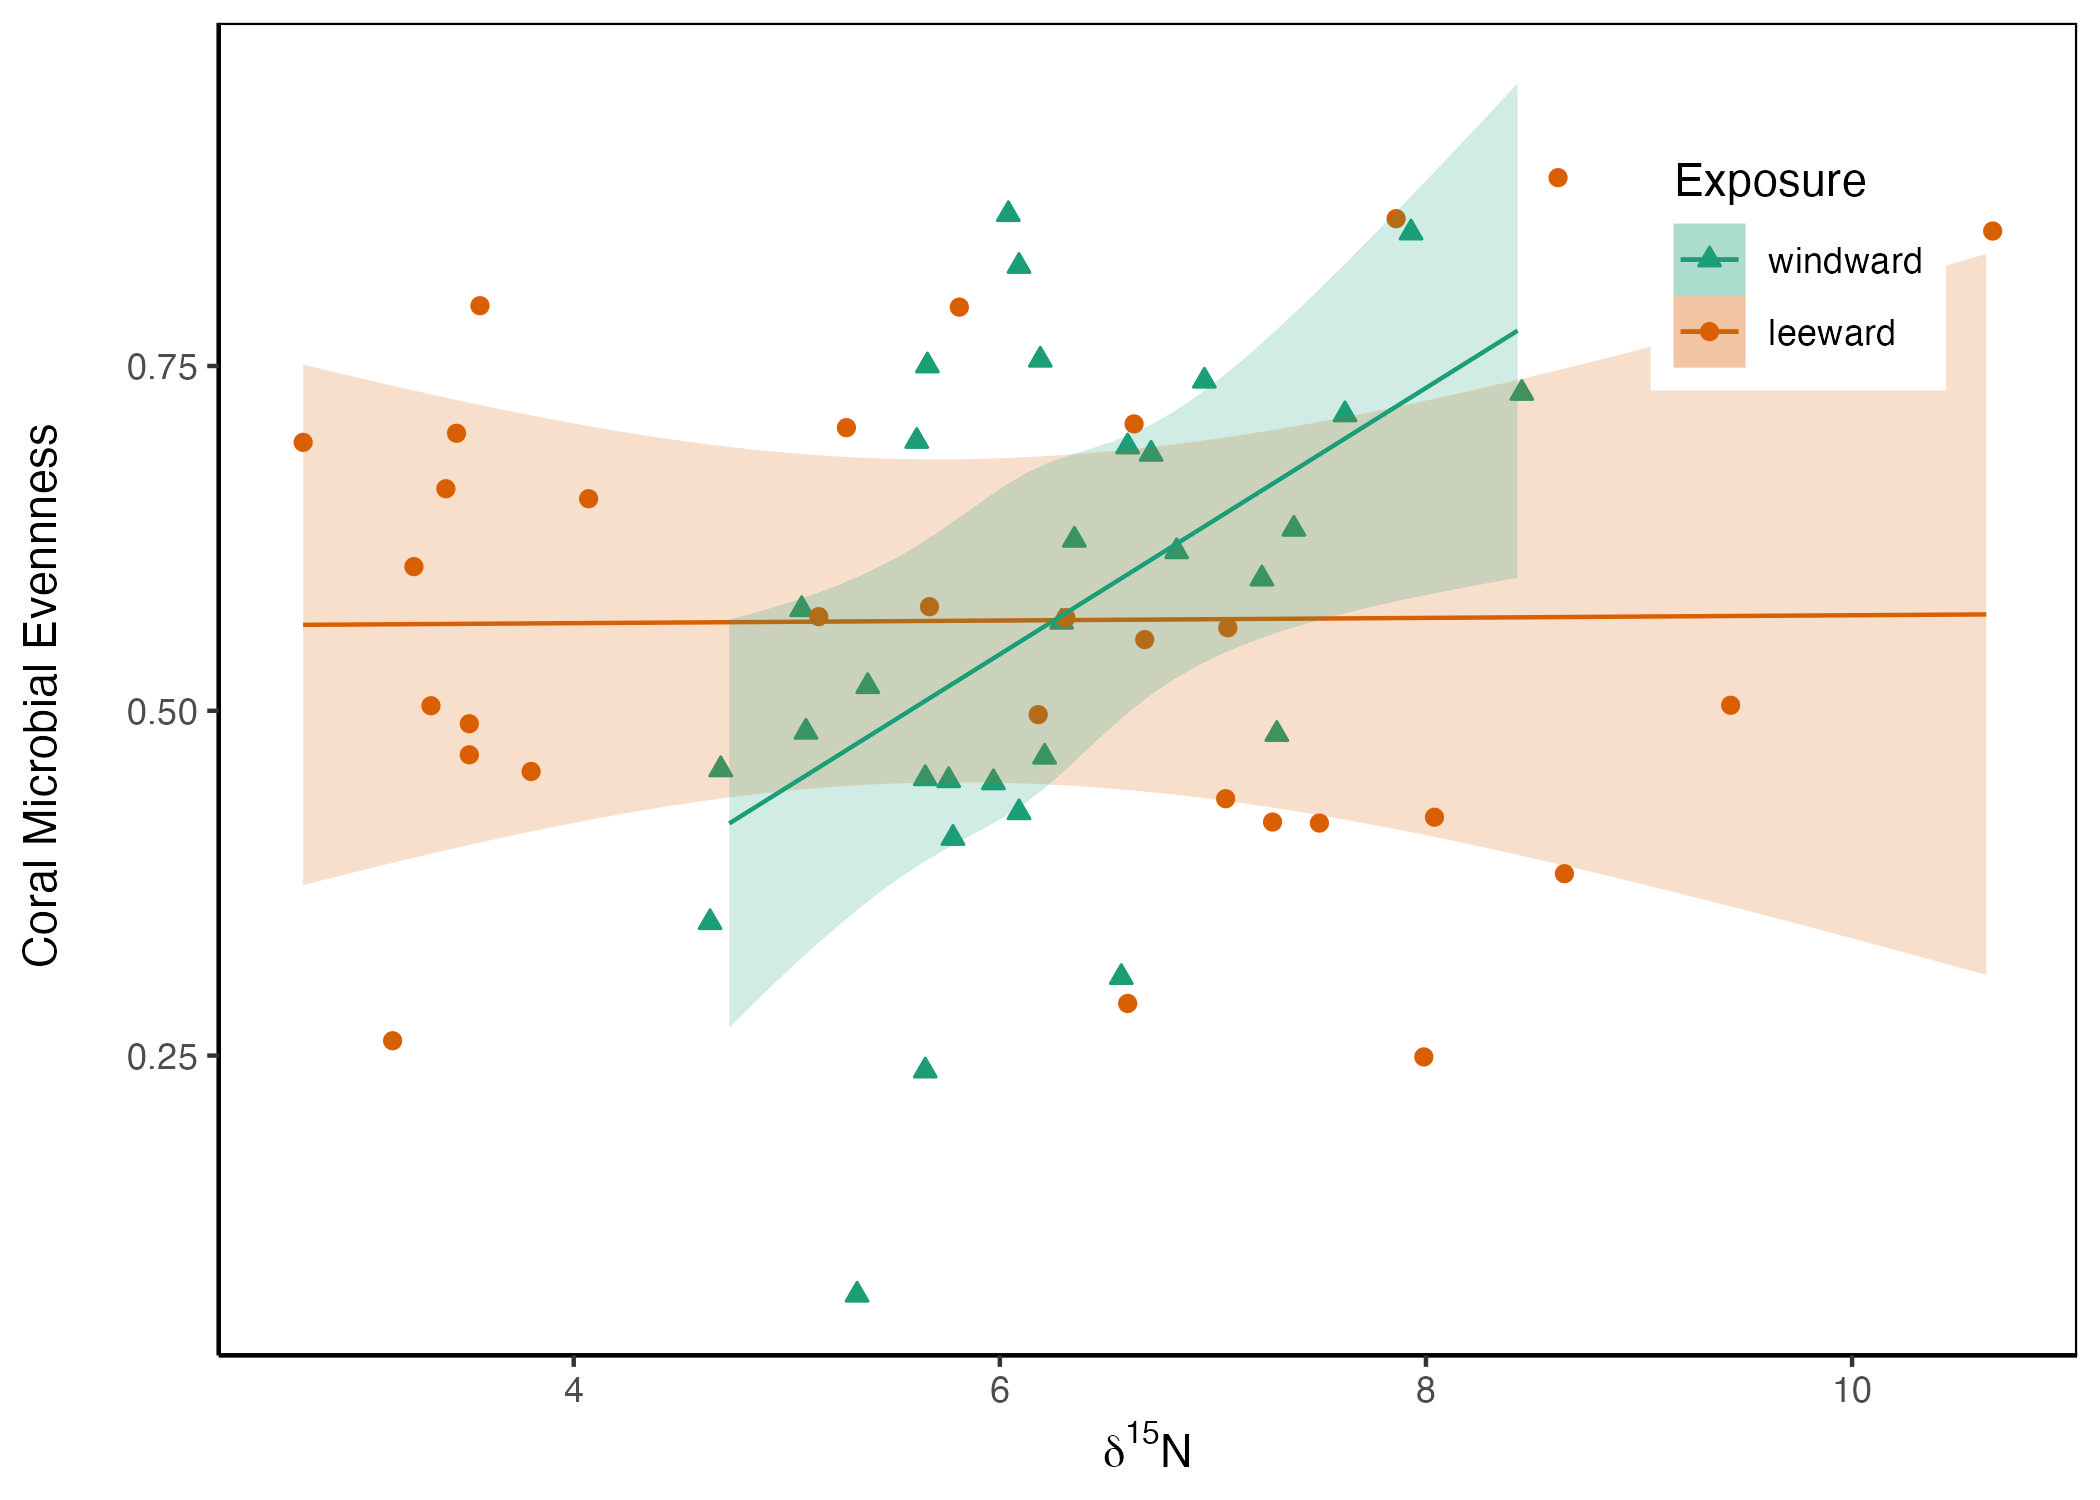 Exposure
windward
leeward
0.75
0.50
0.25
Coral Microbial Evennness
4 6 8 10
δ¹⁵N